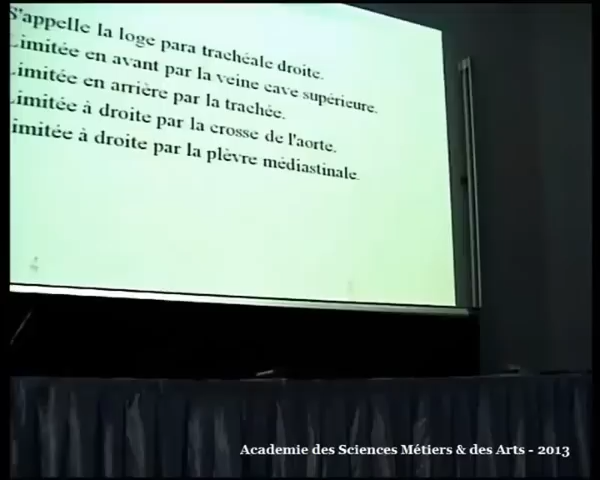 S'appelle la loge para trachéale droite.
Limitée en avant par la veine cave supérieure.
Limitée en arrière par la trachée.
Limitée à droite par la crosse de l'aorte.
Limitée à droite par la plèvre médiastinale.
Academie des Sciences Métiers & des Arts - 2013